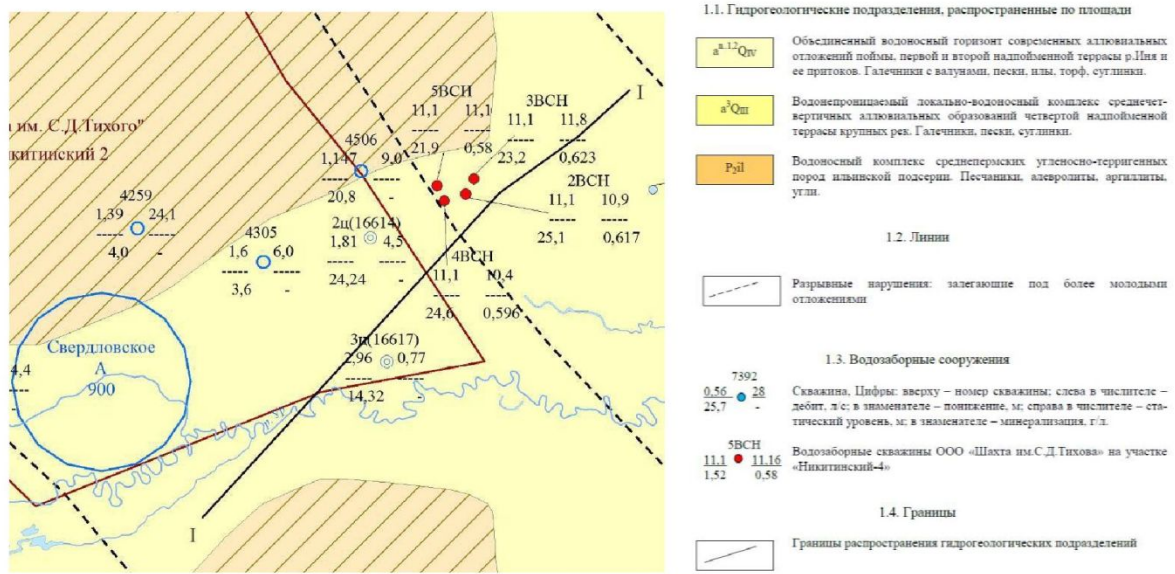 5ВСН
11,1 11,1
----- -----
21,9 0,58
3ВСН
11,1 11,8
----- -----
23,2 0,623
I
им. С.Д.Тихого"
китинский 2
4506
1,147 9,0
----- -----
20,8 -
2ВСН
11,1 10,9
----- -----
25,1 0,617
4259
1,39 24,1
----- -----
4,0 -
4305
1,6 6,0
----- -----
3,6 -
2ц(16614)
1,81 4,5
----- -----
24,24 -
4ВСН
11,1 10,4
----- -----
24,6 0,596
3ц(16617)
2,96 0,77
----- -----
14,32 -
Свердловское
А
900
4,4
-----
-
I
1.1. Гидрогеологические подразделения, распространенные по площади
Объединенный водоносный горизонт современных аллювиальных
отложений поймы, первой и второй надпойменной террасы р.Иня и
ее притоков. Галечники с валунами, пески, илы, торф, суглинки.
a³QIII
Водонепроницаемый локально-водоносный комплекс среднечет-
вертичных аллювиальных образований четвертой надпойменной
террасы крупных рек. Галечники, пески, суглинки.
P₂il
Водоносный комплекс среднепермских угленосно-терригенных
пород ильинской подсерии. Песчаники, алевролиты, аргиллиты,
угли.
1.2. Линии
Разрывные нарушения: залегающие под более молодыми
отложениями
1.3. Водозаборные сооружения
7392
0,56 28
25,7 -
Скважина, Цифры: вверху – номер скважины; слева в числителе –
дебит, л/с; в знаменателе – понижение, м; справа в числителе – ста-
тический уровень, м; в знаменателе – минерализация, г/л.
5ВСН
11,1 11,16
1,52 0,58
Водозаборные скважины ООО «Шахта им.С.Д.Тихова» на участке
«Никитинский-4»
1.4. Границы
Границы распространения гидрогеологических подразделений